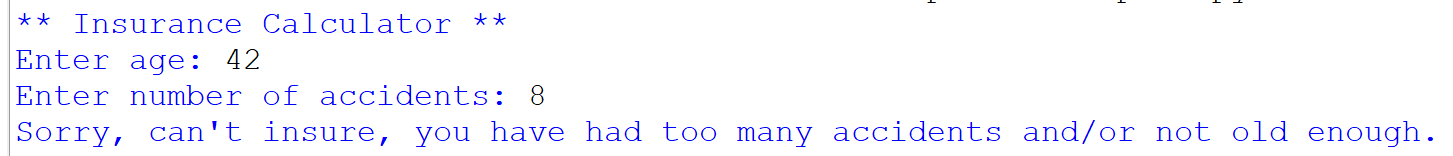 ** Insurance Calculator **
Enter age: 42
Enter number of accidents: 8
Sorry, can't insure, you have had too many accidents and/or not old enough.